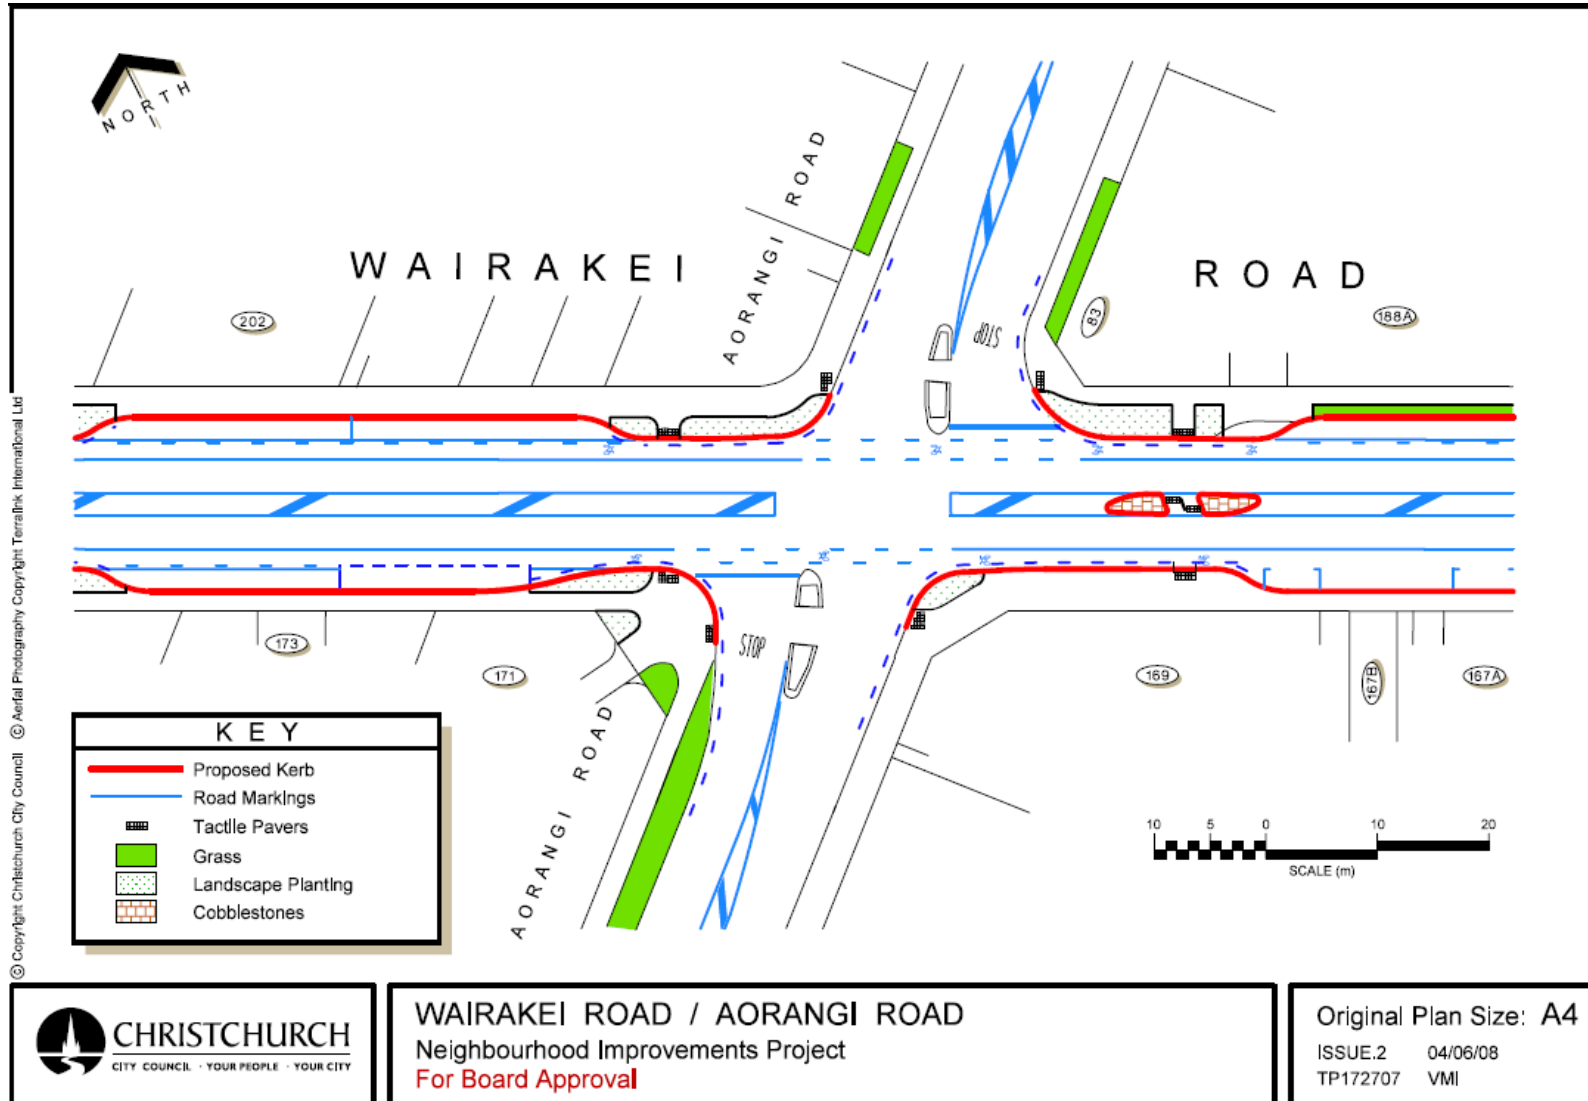 NORTH
WAIRAKEI ROAD
AORANGI ROAD
202
83
188A
STOP
STOP
173
171
169
167B
167A
AORANGI ROAD
KEY
Proposed Kerb
Road Markings
Tactile Pavers
Grass
Landscape Planting
Cobblestones
10 5 0 10 20
SCALE (m)
© Copyright Christchurch City Council © Aerial Photography Copyright Terralink International Ltd
CHRISTCHURCH
CITY COUNCIL · YOUR PEOPLE · YOUR CITY
WAIRAKEI ROAD / AORANGI ROAD
Neighbourhood Improvements Project
For Board Approval
Original Plan Size: A4
ISSUE.2 04/06/08
TP172707 VMI